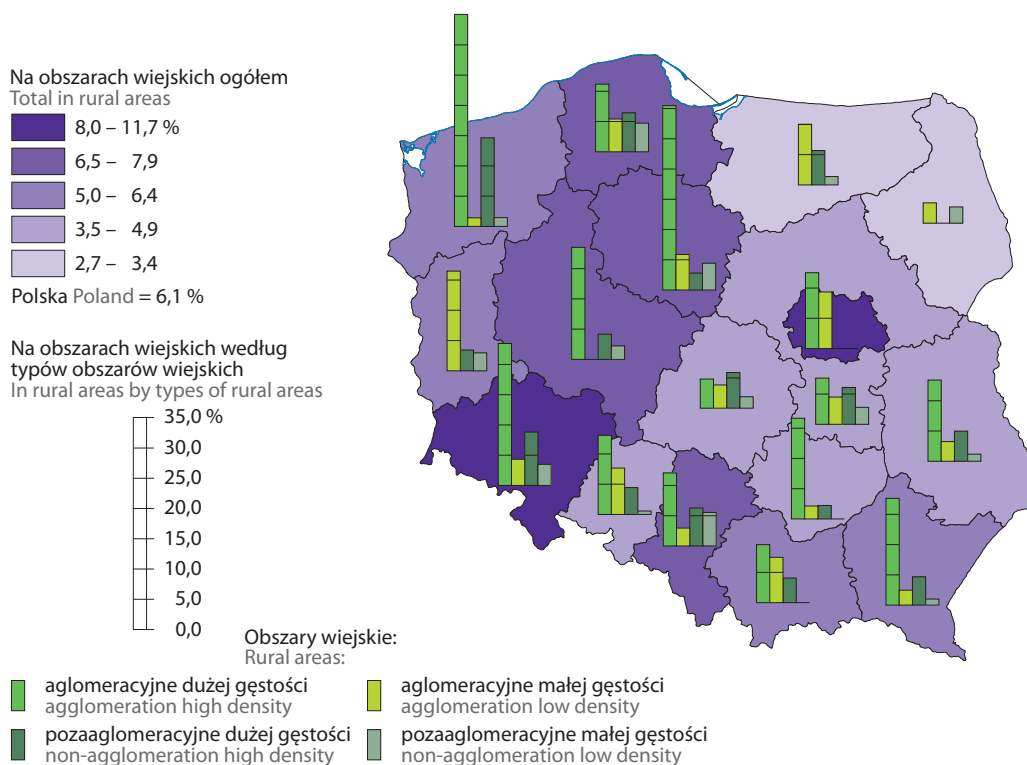 Na obszarach wiejskich ogółem
Total in rural areas
8,0 – 11,7 %
6,5 – 7,9
5,0 – 6,4
3,5 – 4,9
2,7 – 3,4
Polska Poland = 6,1 %
Na obszarach wiejskich według
typów obszarów wiejskich
In rural areas by types of rural areas
35,0 %
30,0
25,0
20,0
15,0
10,0
5,0
0,0
Obszary wiejskie:
Rural areas:
aglomeracyjne dużej gęstości
agglomeration high density
aglomeracyjne małej gęstości
agglomeration low density
pozaaglomeracyjne dużej gęstości
non-agglomeration high density
pozaaglomeracyjne małej gęstości
non-agglomeration low density